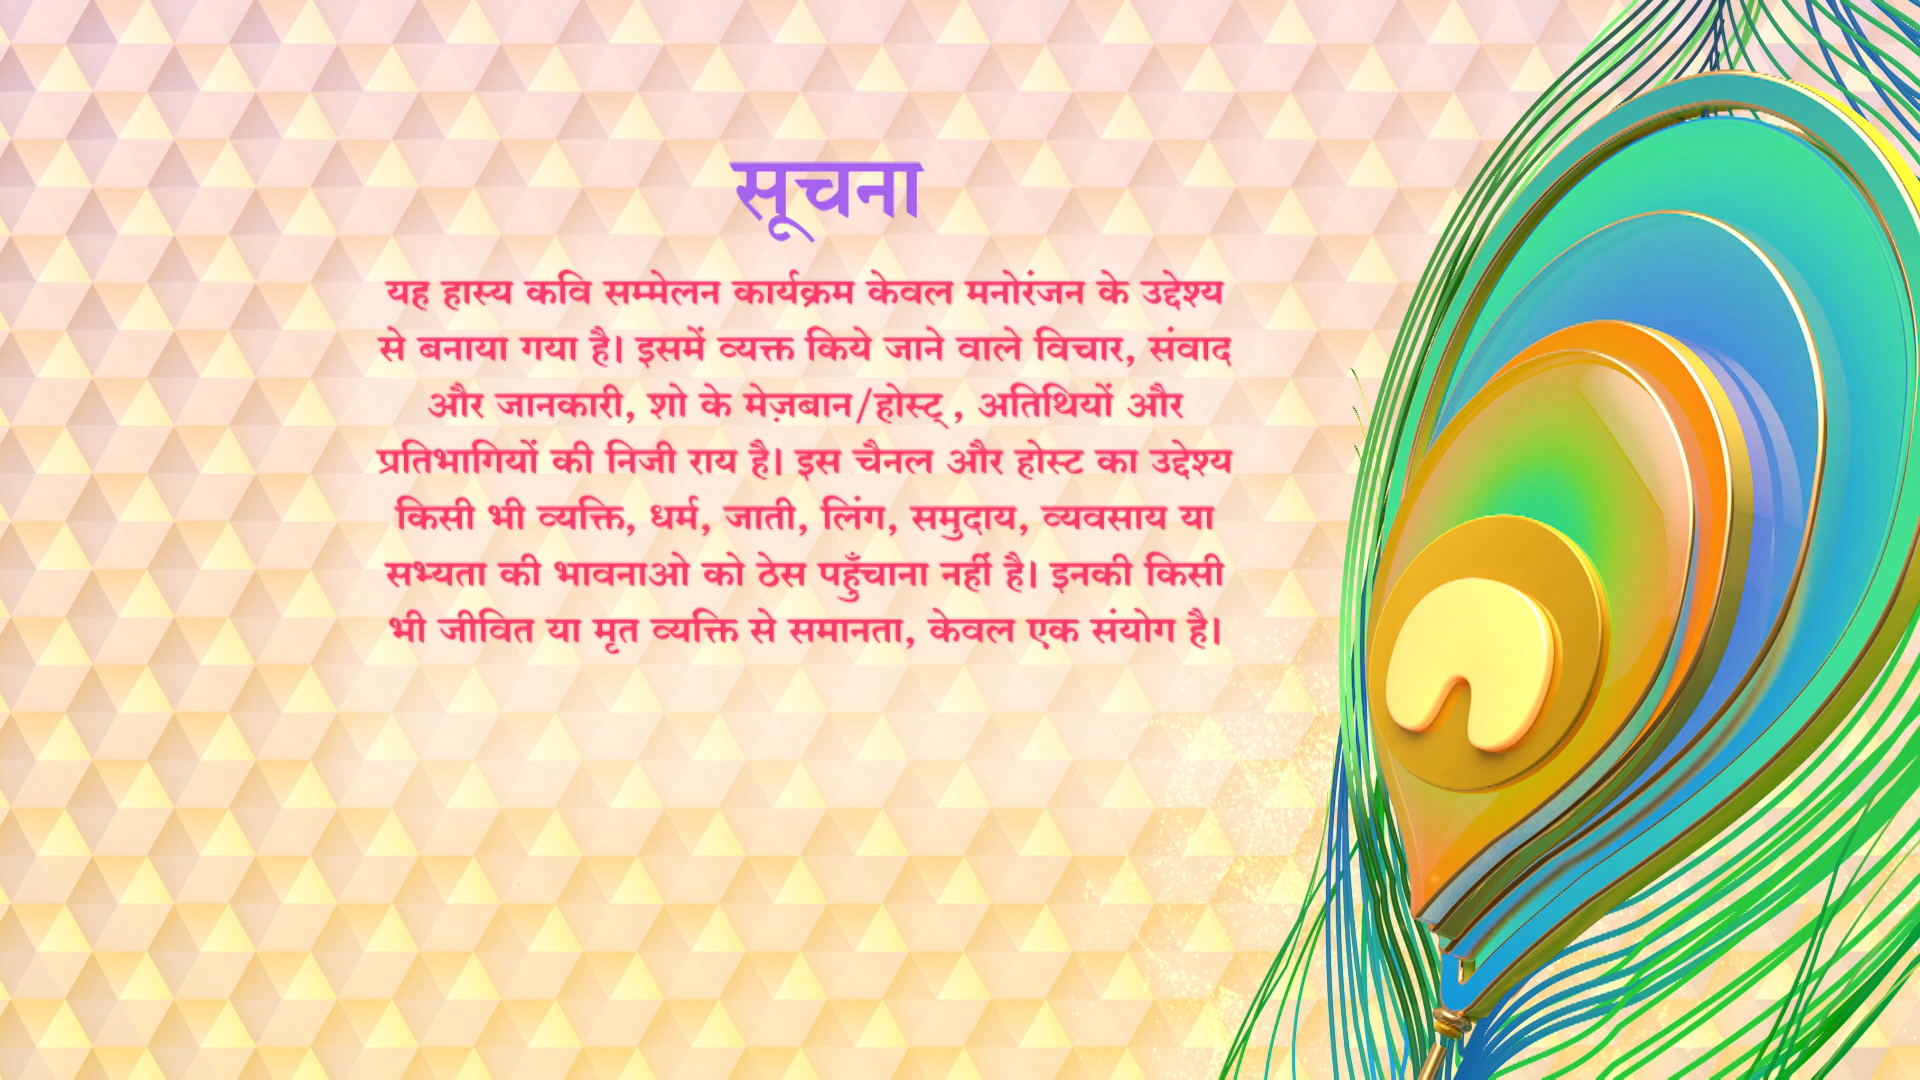 सूचना
यह हास्य कवि सम्मेलन कार्यक्रम केवल मनोरंजन के उद्देश्य
से बनाया गया है। इसमें व्यक्त किये जाने वाले विचार, संवाद
और जानकारी, शो के मेज़बान/होस्ट् , अतिथियों और
प्रतिभागियों की निजी राय है। इस चैनल और होस्ट का उद्देश्य
किसी भी व्यक्ति, धर्म, जाती, लिंग, समुदाय, व्यवसाय या
सभ्यता की भावनाओ को ठेस पहुँचाना नहीं है। इनकी किसी
भी जीवित या मृत व्यक्ति से समानता, केवल एक संयोग है।